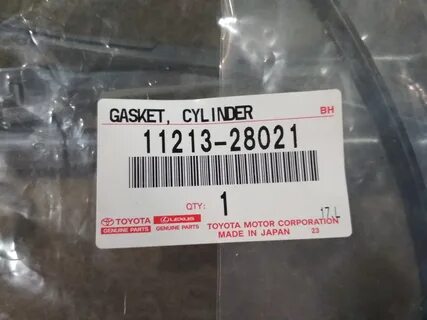 GASKET, CYLINDER BH
11213-28021
QTY: 1
17 L
TOYOTA LEXUS TOYOTA MOTOR CORPORATION
GENUINE PARTS GENUINE PARTS MADE IN JAPAN 23